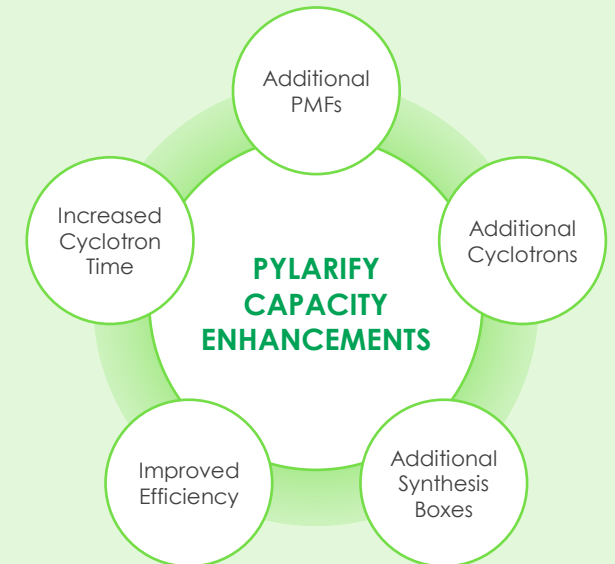 Additional
PMFs
Increased
Cyclotron
Time
Additional
Cyclotrons
PYLARIFY
CAPACITY
ENHANCEMENTS
Improved
Efficiency
Additional
Synthesis
Boxes